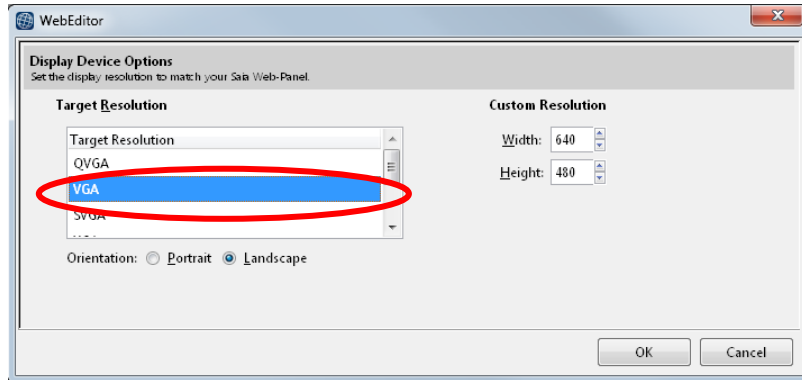 WebEditor
Display Device Options
Set the display resolution to match your Saia Web-Panel.
Target Resolution
Custom Resolution
Target Resolution
Width: 640
QVGA
Height: 480
VGA
SVGA
Orientation: Portrait Landscape
OK Cancel